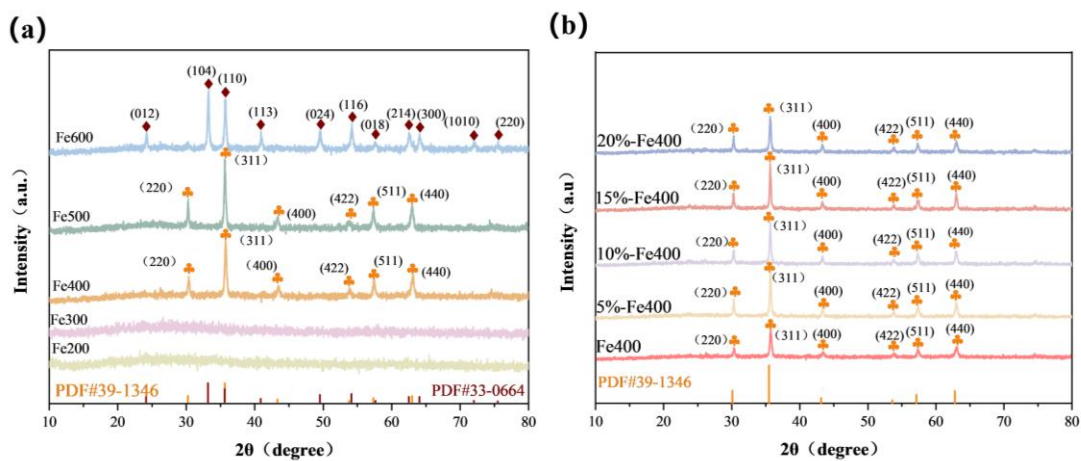 (a)
(104)
(110)
(012)
(113)
(024)
(116)
(018)
(214)
(300)
(1010)
(220)
Fe600
(311)
(220)
(400)
(422)
(511)
(440)
Fe500
(311)
(220)
(400)
(422)
(511)
(440)
Fe400
Fe300
Fe200
PDF#39-1346
PDF#33-0664
10 20 30 40 50 60 70 80
2θ（degree）
Intensity（a.u.）
(b)
(311)
(220)
(400)
(422)
(511)
(440)
20%-Fe400
(311)
(220)
(400)
(422)
(511)
(440)
15%-Fe400
(311)
(220)
(400)
(422)
(511)
(440)
10%-Fe400
(311)
(220)
(400)
(422)
(511)
(440)
5%-Fe400
(311)
(220)
(400)
(422)
(511)
(440)
Fe400
PDF#39-1346
10 20 30 40 50 60 70 80
2θ（degree）
Intensity（a.u）